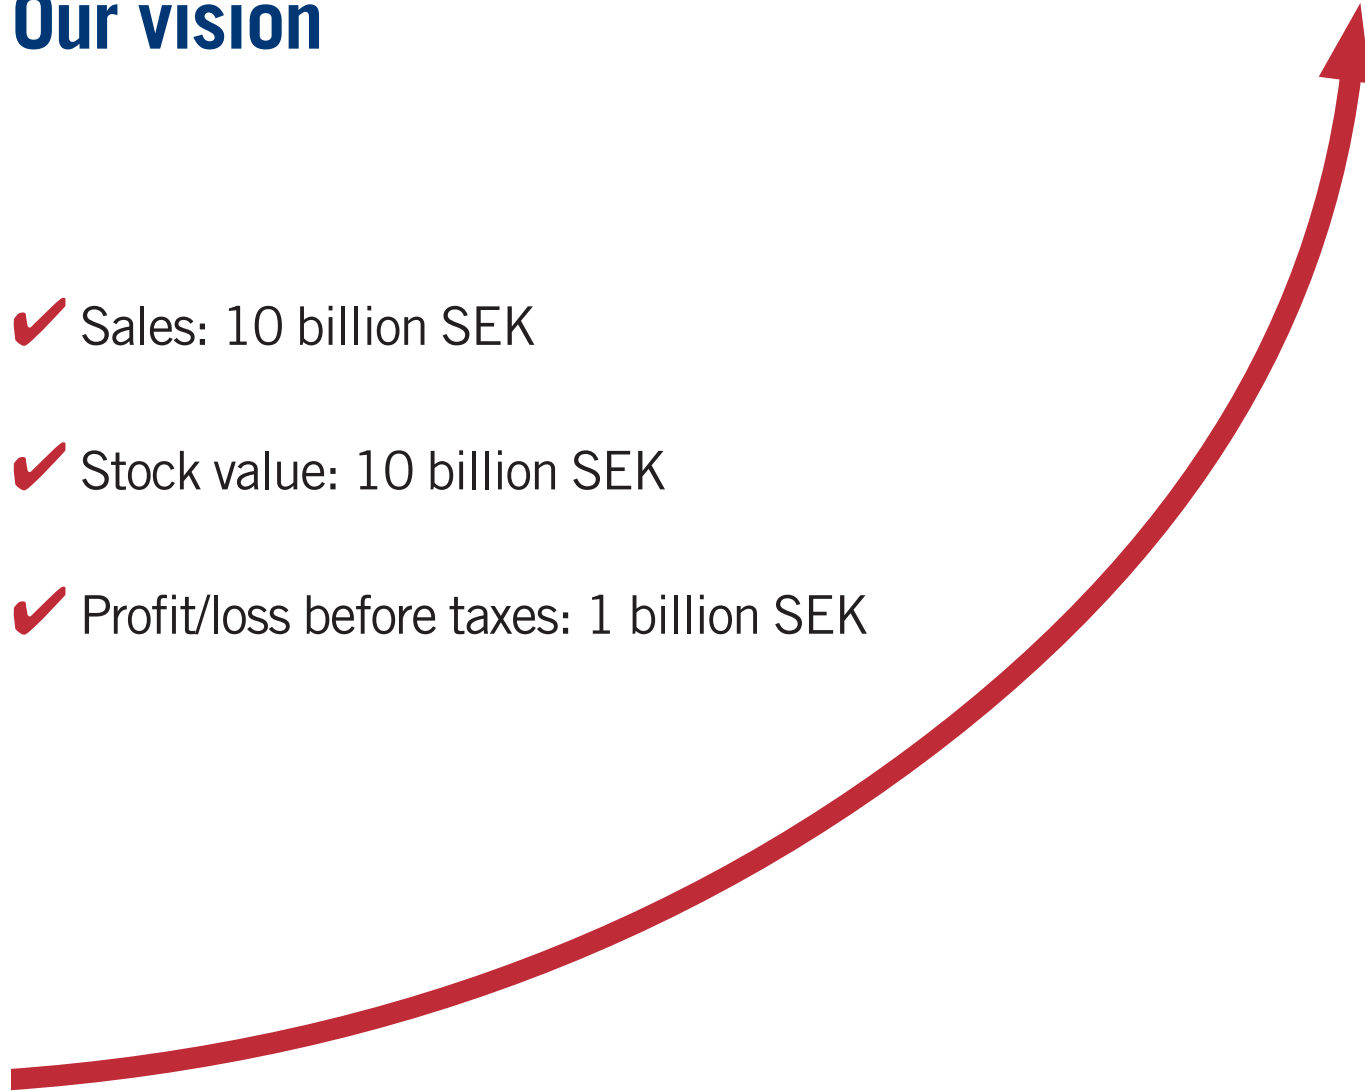 Our vision
✔ Sales: 10 billion SEK
✔ Stock value: 10 billion SEK
✔ Profit/loss before taxes: 1 billion SEK